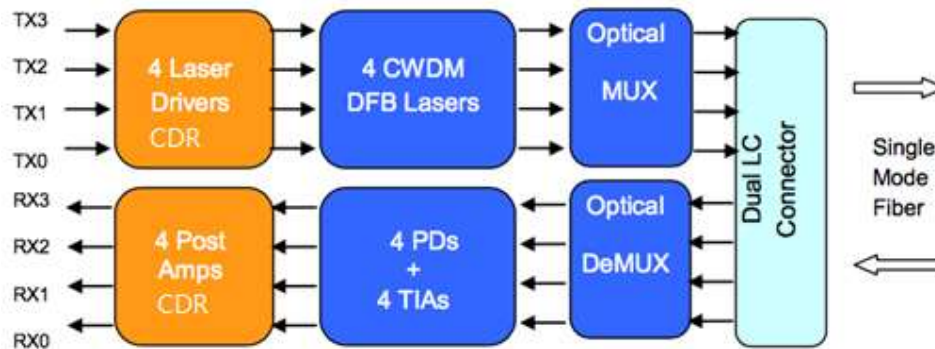 TX3
TX2
TX1
TX0
4 Laser
Drivers
CDR
4 CWDM
DFB Lasers
Optical
MUX
Dual LC
Connector
Single
Mode
Fiber
RX3
RX2
RX1
RX0
4 Post
Amps
CDR
4 PDs
+
4 TIAs
Optical
DeMUX